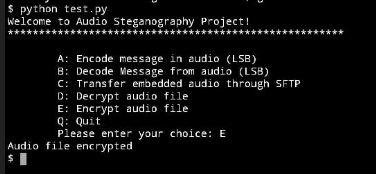 $ python test.py
Welcome to Audio Steganography Project!
****************************************************
A: Encode message in audio (LSB)
B: Decode Message from audio (LSB)
C: Transfer embedded audio through SFTP
D: Decrypt audio file
E: Encrypt audio file
Q: Quit
Please enter your choice: E
Audio file encrypted
$